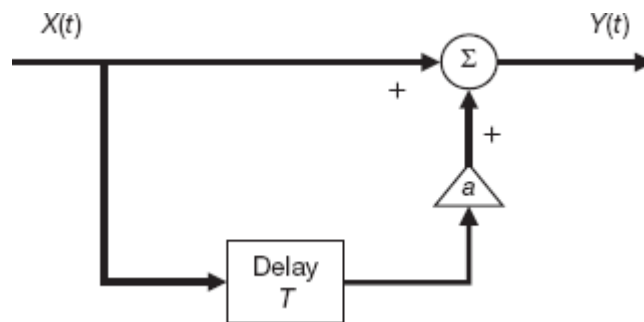 X(t)
Y(t)
Σ
+
+
a
Delay
T